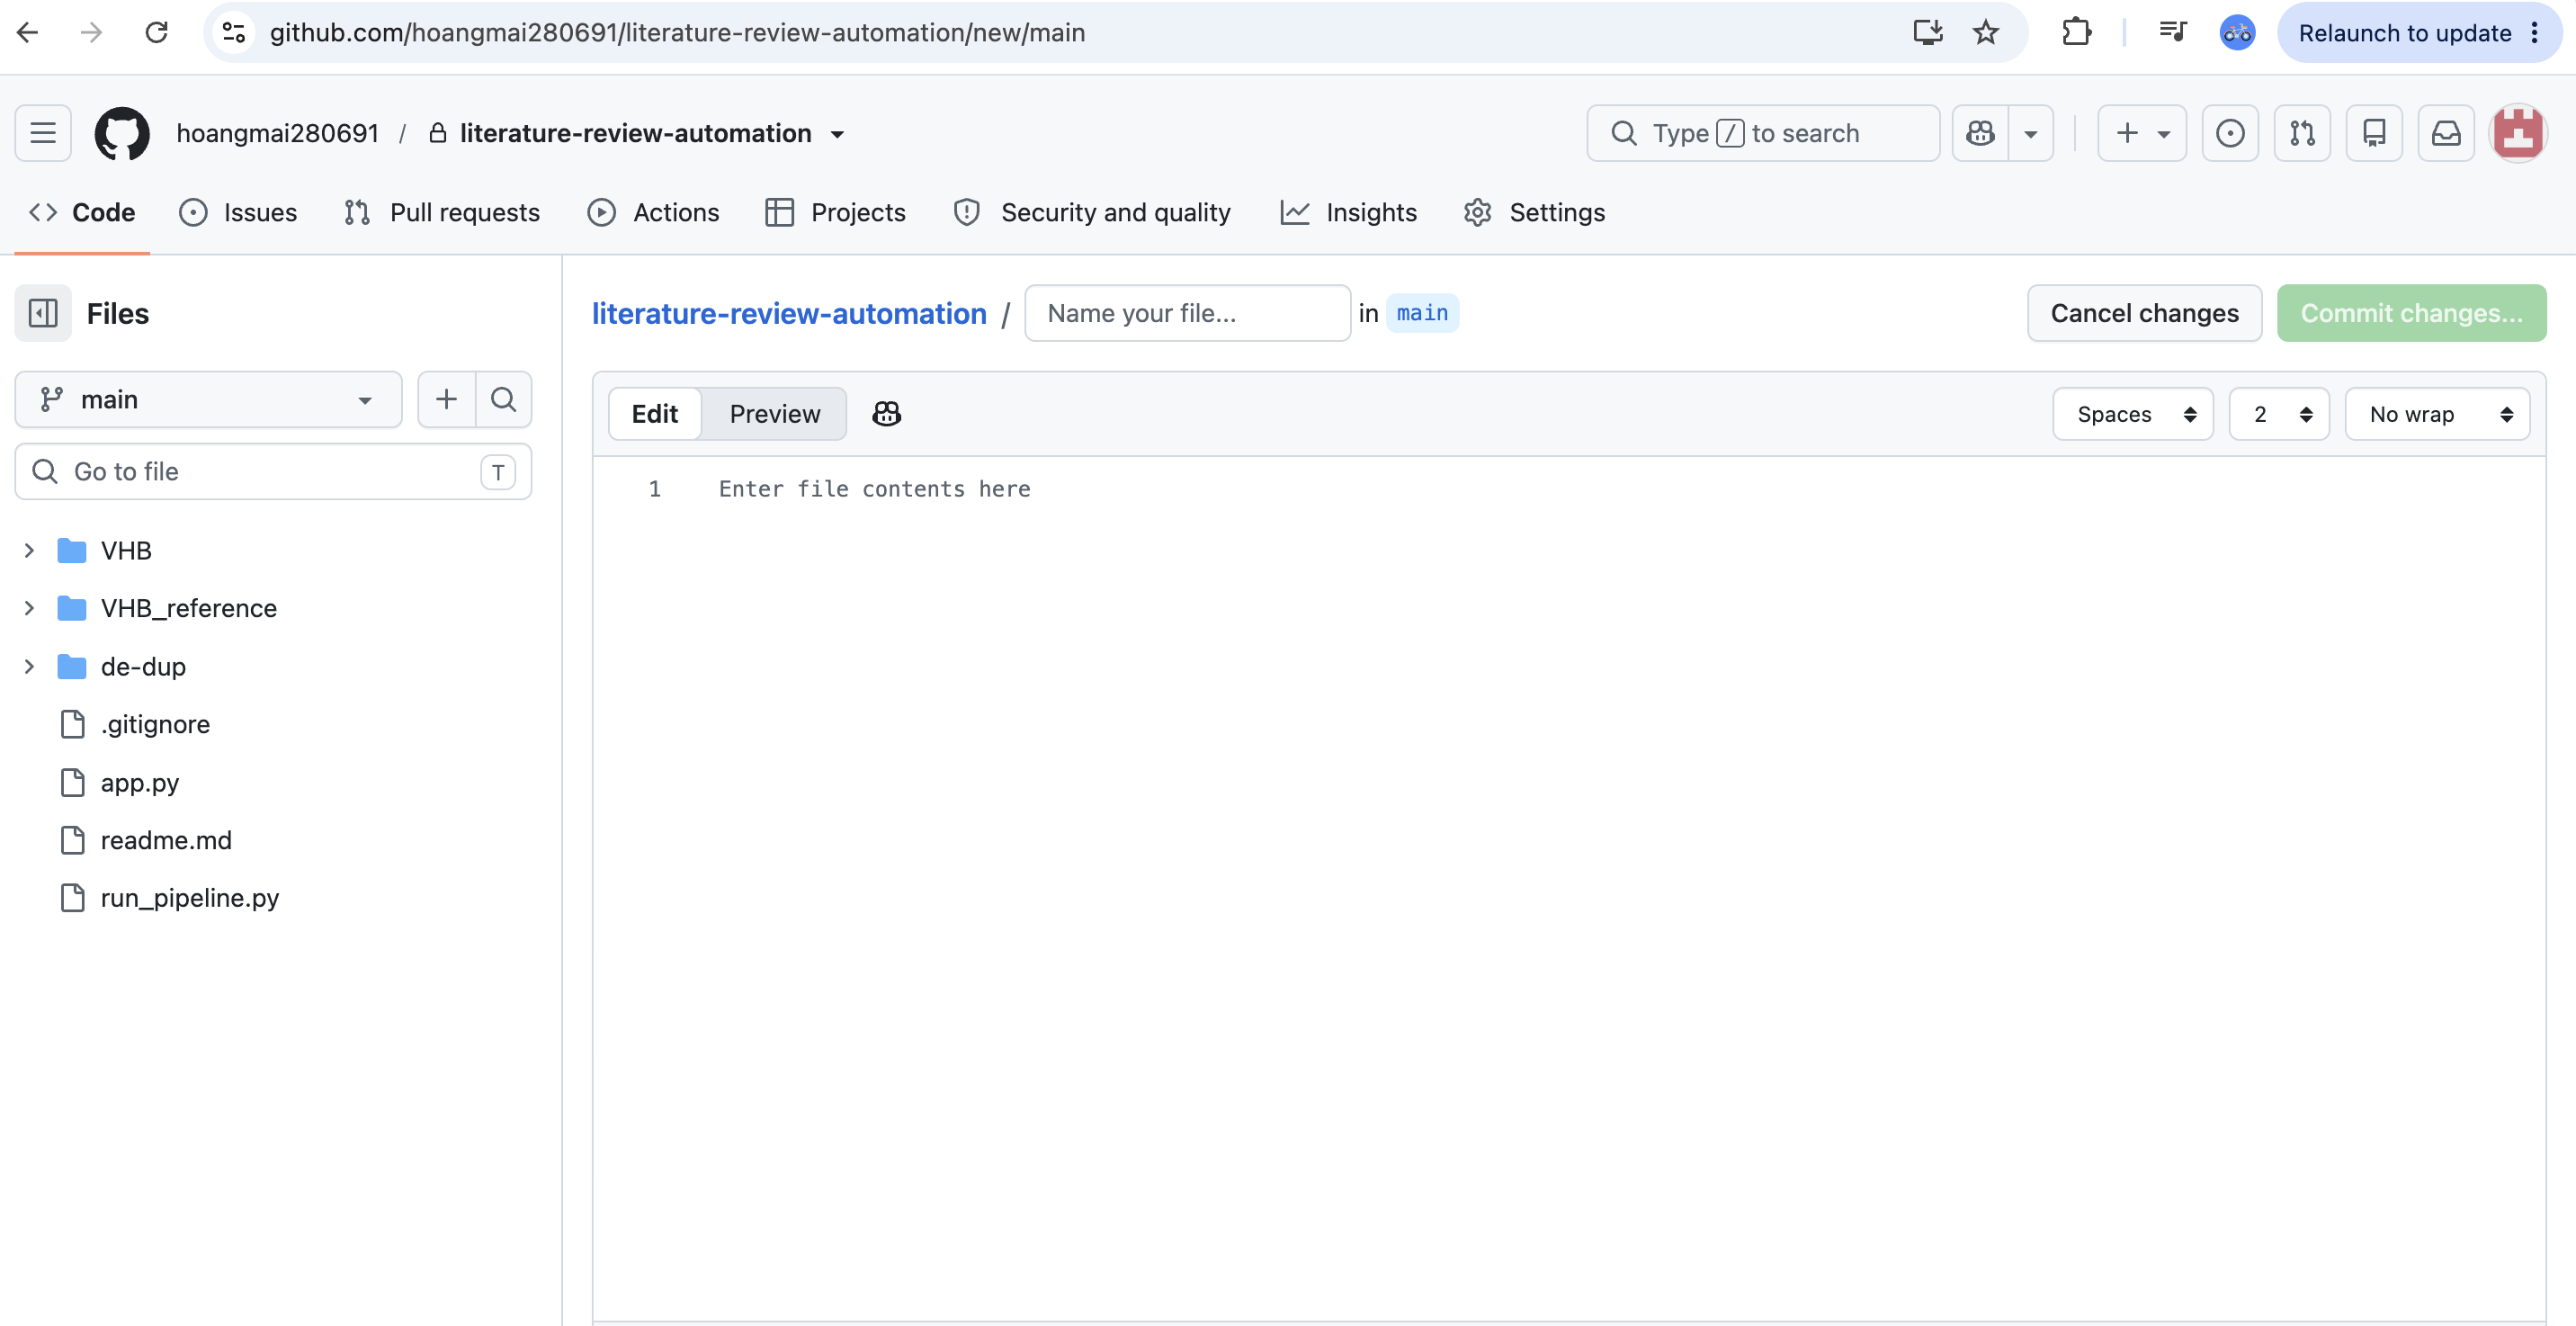 github.com/hoangmai280691/literature-review-automation/new/main
Relaunch to update
hoangmai280691 / literature-review-automation
Type / to search
Code Issues Pull requests Actions Projects Security and quality Insights Settings
Files
literature-review-automation / Name your file... in main
Cancel changes
Commit changes...
main
Edit Preview
Spaces 2 No wrap
Go to file T
1 Enter file contents here
VHB
VHB_reference
de-dup
.gitignore
app.py
readme.md
run_pipeline.py